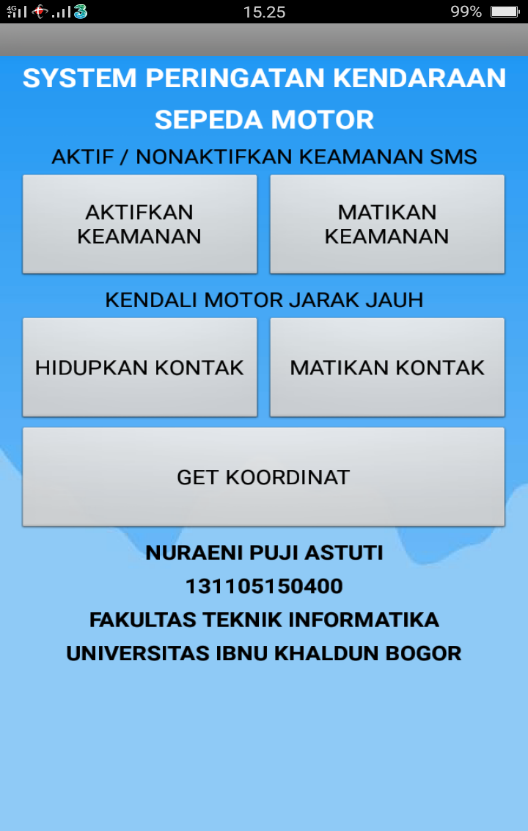 4G 3 15.25 99%
SYSTEM PERINGATAN KENDARAAN
SEPEDA MOTOR
AKTIF / NONAKTIFKAN KEAMANAN SMS
AKTIFKAN
KEAMANAN
MATIKAN
KEAMANAN
KENDALI MOTOR JARAK JAUH
HIDUPKAN KONTAK
MATIKAN KONTAK
GET KOORDINAT
NURAENI PUJI ASTUTI
131105150400
FAKULTAS TEKNIK INFORMATIKA
UNIVERSITAS IBNU KHALDUN BOGOR